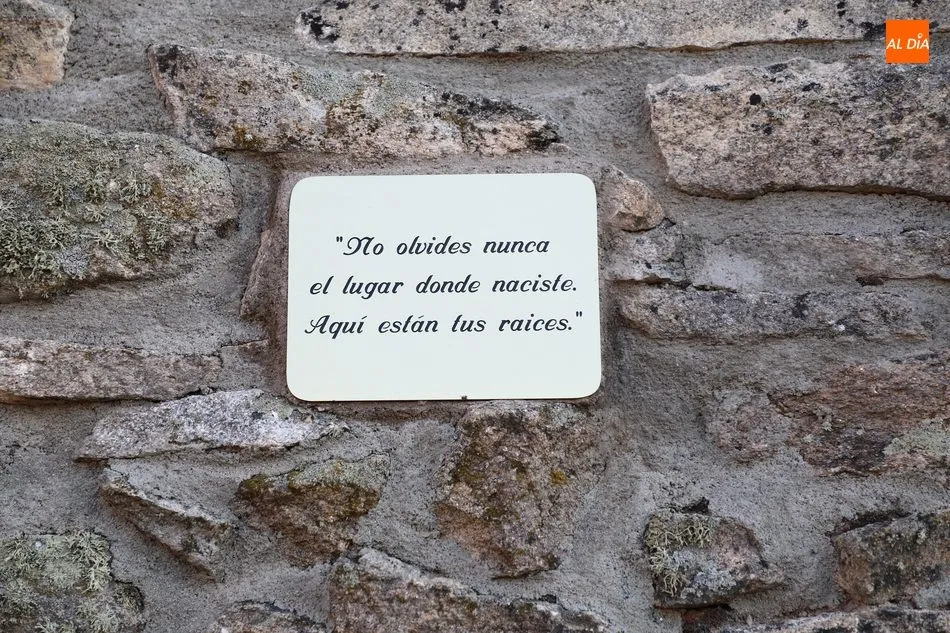 AL DÍA
"No olvides nunca
el lugar donde naciste.
Aquí están tus raices."